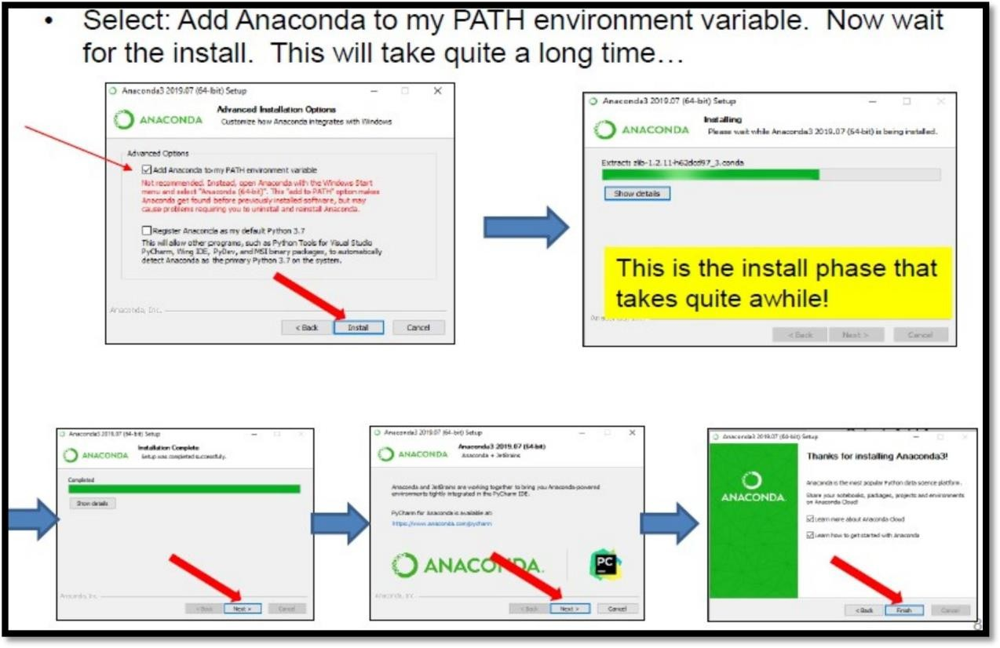 • Select: Add Anaconda to my PATH environment variable.  Now wait
for the install.  This will take quite a long time…
Anaconda3 2019.07 (64-bit) Setup
ANACONDA
Advanced Installation Options
Customize how Anaconda integrates with Windows
Advanced Options
Add Anaconda to my PATH environment variable
Not recommended. Instead, open Anaconda with the Windows Start
menu and select "Anaconda (64-bit)". This "add to PATH" option makes
Anaconda get found before previously installed software, but may
cause problems requiring you to uninstall and reinstall Anaconda.
Register Anaconda as my default Python 3.7
This will allow other programs, such as Python Tools for Visual Studio
PyCharm, Wing IDE, PyDev, and MSI binary packages, to automatically
detect Anaconda as the primary Python 3.7 on the system.
Anaconda, Inc.
< Back
Install
Cancel
Anaconda3 2019.07 (64-bit) Setup
ANACONDA
Installing
Please wait while Anaconda3 2019.07 (64-bit) is being installed.
Extract: zlib-1.2.11-h62dcd97_3.conda
Show details
This is the install phase that
takes quite awhile!
< Back
Next >
Cancel
Anaconda3 2019.07 (64-bit) Setup
ANACONDA
Installation Complete
Setup was completed successfully.
Completed
Show details
Anaconda, Inc.
< Back
Next >
Cancel
Anaconda3 2019.07 (64-bit) Setup
ANACONDA
Anaconda3 2019.07 (64-bit)
Anaconda + JetBrains
Anaconda and JetBrains are working together to bring you Anaconda-powered
environments tightly integrated in the PyCharm IDE.
PyCharm for Anaconda is available at:
https://www.anaconda.com/pycharm
ANACONDA.
PC
Anaconda, Inc.
< Back
Next >
Cancel
Anaconda3 2019.07 (64-bit) Setup
ANACONDA.
Thanks for installing Anaconda3!
Anaconda is the most popular Python data science platform.
Share your notebooks, packages, projects and environments
on Anaconda Cloud!
Learn more about Anaconda Cloud
Learn how to get started with Anaconda
< Back
Finish
Cancel
8